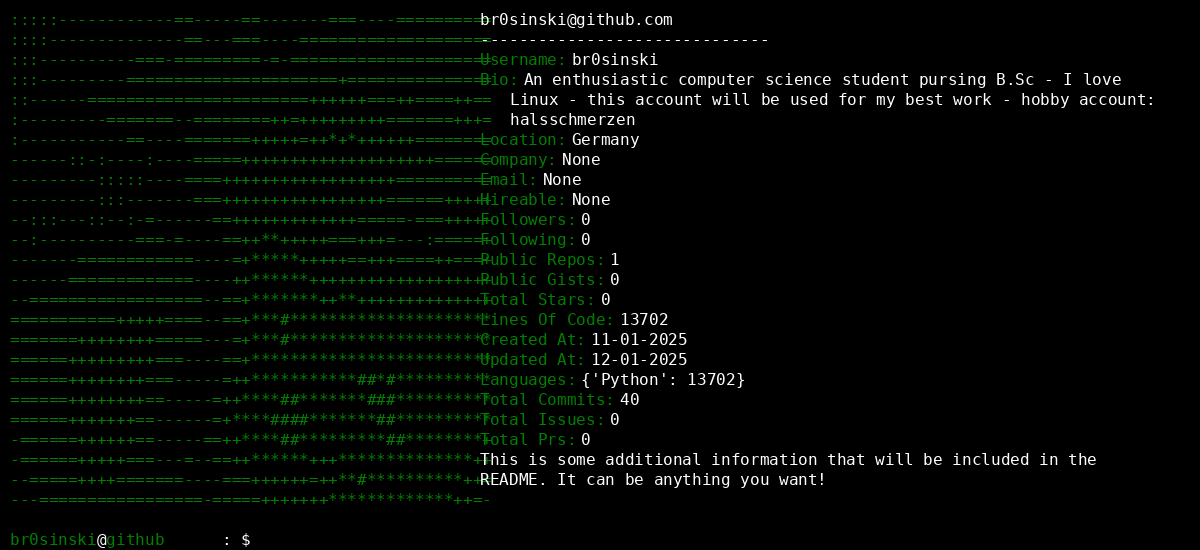 br0sinski@github.com
------------------------------
Username: br0sinski
Bio: An enthusiastic computer science student pursing B.Sc - I love
Linux - this account will be used for my best work - hobby account:
halsschmerzen
Location: Germany
Company: None
Email: None
Hireable: None
Followers: 0
Following: 0
Public Repos: 1
Public Gists: 0
Total Stars: 0
Lines Of Code: 13702
Created At: 11-01-2025
Updated At: 12-01-2025
Languages: {'Python': 13702}
Total Commits: 40
Total Issues: 0
Total Prs: 0
This is some additional information that will be included in the
README. It can be anything you want!
br0sinski@github : $